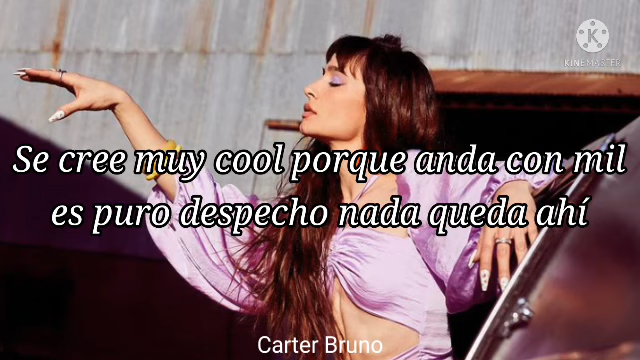 KINEMASTER
Se cree muy cool porque anda con mil
es puro despecho nada queda ahí
Carter Bruno